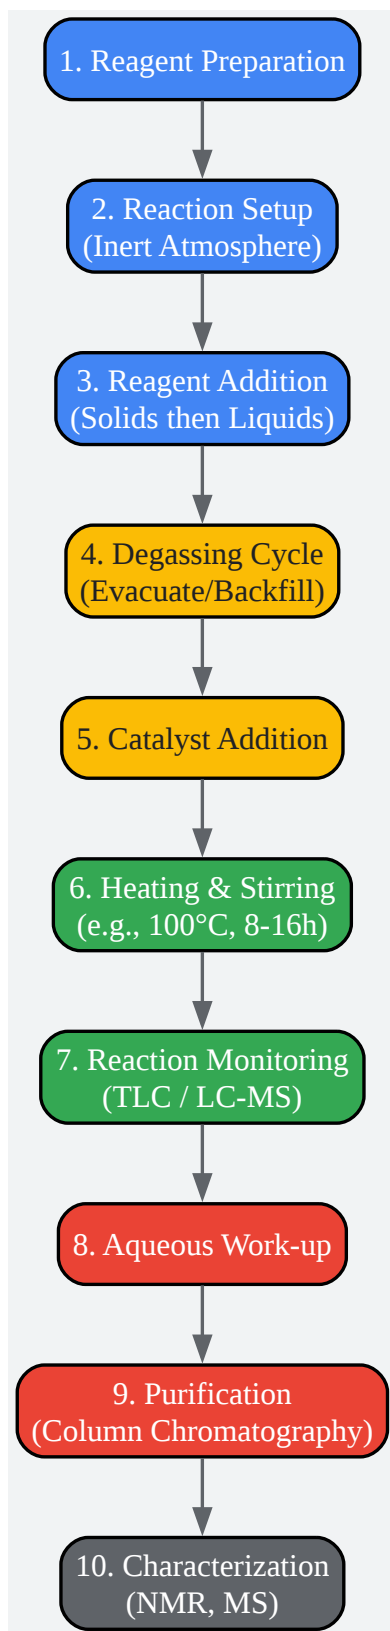 1. Reagent Preparation
2. Reaction Setup
(Inert Atmosphere)
3. Reagent Addition
(Solids then Liquids)
4. Degassing Cycle
(Evacuate/Backfill)
5. Catalyst Addition
6. Heating & Stirring
(e.g., 100°C, 8-16h)
7. Reaction Monitoring
(TLC / LC-MS)
8. Aqueous Work-up
9. Purification
(Column Chromatography)
10. Characterization
(NMR, MS)